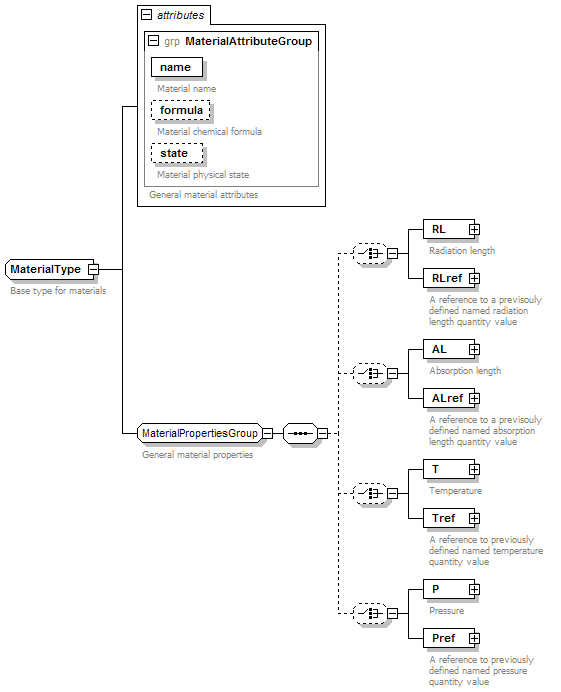 attributes
grp MaterialAttributeGroup
name
Material name
formula
Material chemical formula
state
Material physical state
General material attributes
MaterialType
Base type for materials
MaterialPropertiesGroup
General material properties
RL
Radiation length
RLref
A reference to a previsouly
defined named radiation
length quantity value
AL
Absorption length
ALref
A reference to a previsouly
defined named absorption
length quantity value
T
Temperature
Tref
A reference to previously
defined named temperature
quantity value
P
Pressure
Pref
A reference to previously
defined named pressure
quantity value